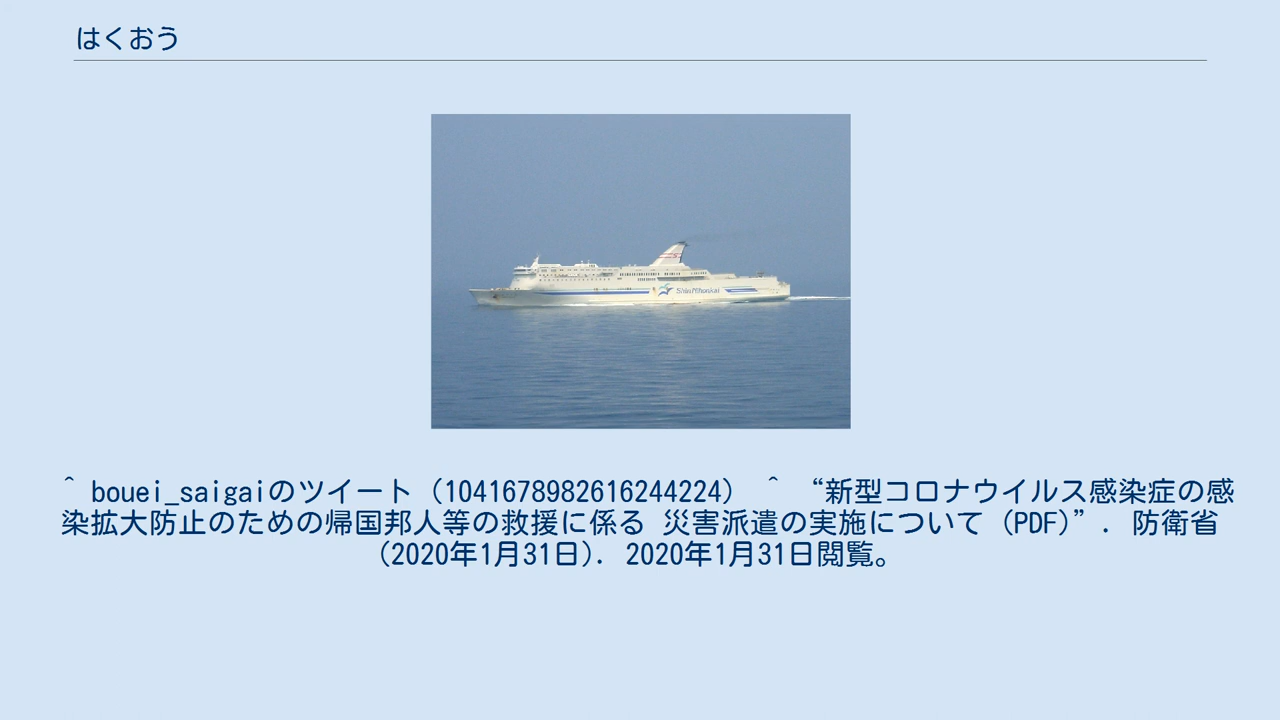 はくおう
Shin Nihonkai
^ bouei_saigaiのツイート（1041678982616244224） ^ “新型コロナウイルス感染症の感
染拡大防止のための帰国邦人等の救援に係る 災害派遣の実施について（PDF）”. 防衛省
（2020年1月31日）. 2020年1月31日閲覧。